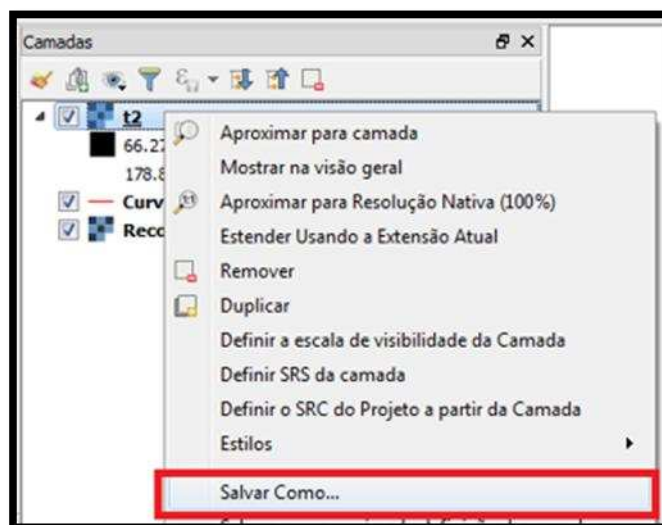 Camadas
t2
Aproximar para camada
66.27
Mostrar na visão geral
178.8
Curv
Aproximar para Resolução Nativa (100%)
Reco
Estender Usando a Extensão Atual
Remover
Duplicar
Definir a escala de visibilidade da Camada
Definir SRS da camada
Definir o SRC do Projeto a partir da Camada
Estilos
Salvar Como...